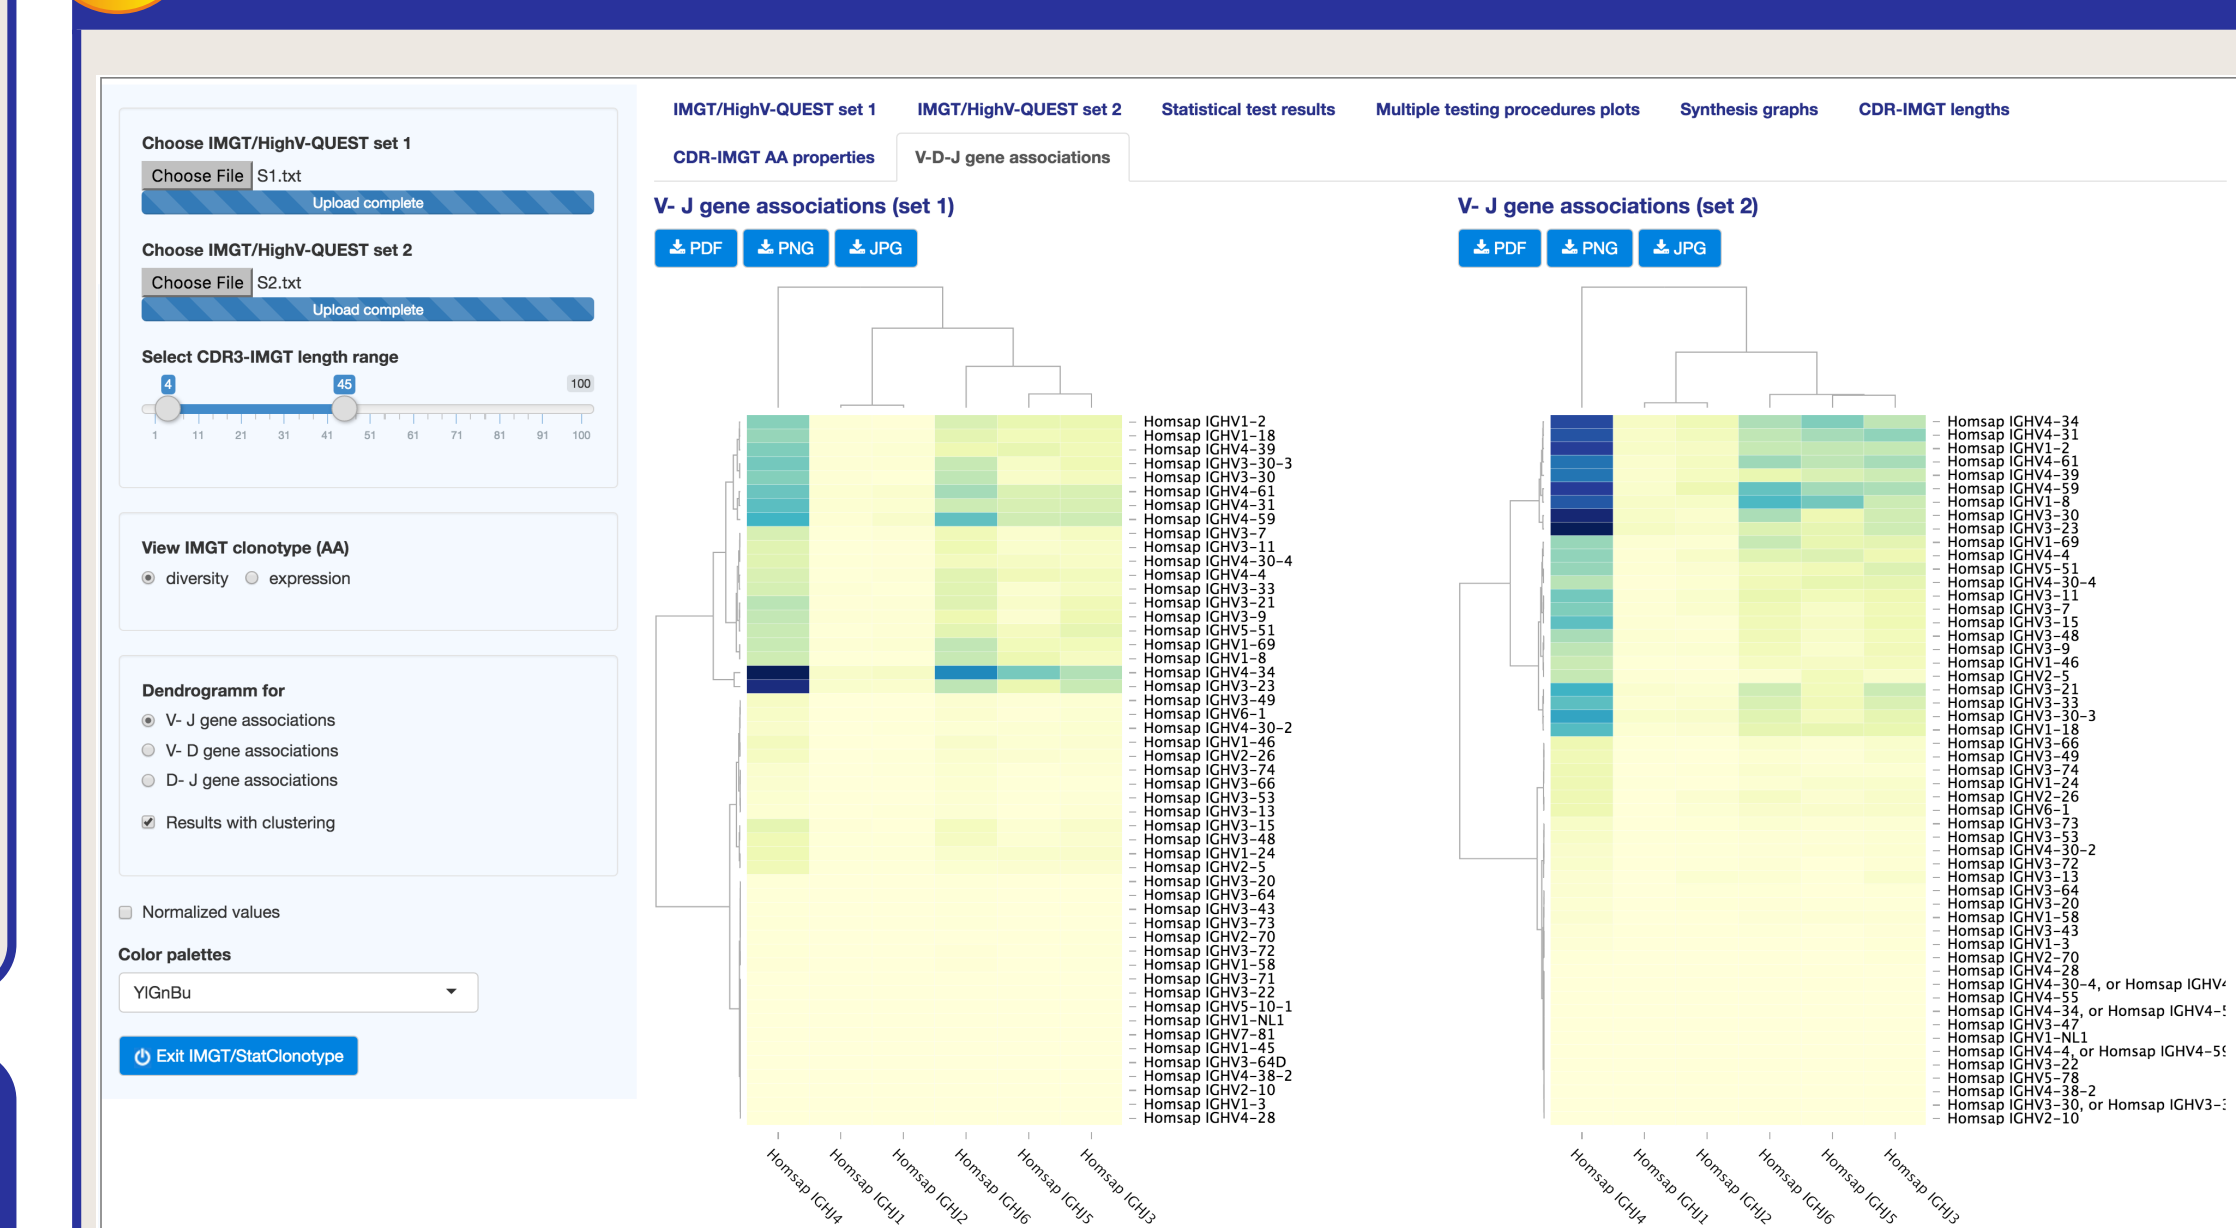 Choose IMGT/HighV-QUEST set 1
Choose File S1.txt
Upload complete
Choose IMGT/HighV-QUEST set 2
Choose File S2.txt
Upload complete
Select CDR3-IMGT length range
4 45 100
1 11 21 31 41 51 61 71 81 91 100
View IMGT clonotype (AA)
diversity expression
Dendrogramm for
V- J gene associations
V- D gene associations
D- J gene associations
Results with clustering
Normalized values
Color palettes
YlGnBu
Exit IMGT/StatClonotype
IMGT/HighV-QUEST set 1 IMGT/HighV-QUEST set 2 Statistical test results Multiple testing procedures plots Synthesis graphs CDR-IMGT lengths
CDR-IMGT AA properties V-D-J gene associations
V- J gene associations (set 1)
PDF PNG JPG
Homsap IGHV1-2
Homsap IGHV1-18
Homsap IGHV4-39
Homsap IGHV3-30-3
Homsap IGHV3-30
Homsap IGHV4-61
Homsap IGHV4-31
Homsap IGHV4-59
Homsap IGHV3-7
Homsap IGHV3-11
Homsap IGHV4-30-4
Homsap IGHV4-4
Homsap IGHV3-33
Homsap IGHV3-21
Homsap IGHV3-9
Homsap IGHV5-51
Homsap IGHV1-69
Homsap IGHV1-8
Homsap IGHV4-34
Homsap IGHV3-23
Homsap IGHV3-49
Homsap IGHV6-1
Homsap IGHV4-30-2
Homsap IGHV1-46
Homsap IGHV2-26
Homsap IGHV3-74
Homsap IGHV3-66
Homsap IGHV3-53
Homsap IGHV3-13
Homsap IGHV3-15
Homsap IGHV3-48
Homsap IGHV1-24
Homsap IGHV2-5
Homsap IGHV3-20
Homsap IGHV3-64
Homsap IGHV3-43
Homsap IGHV3-73
Homsap IGHV2-70
Homsap IGHV3-72
Homsap IGHV1-58
Homsap IGHV3-71
Homsap IGHV3-22
Homsap IGHV5-10-1
Homsap IGHV1-NL1
Homsap IGHV7-81
Homsap IGHV1-45
Homsap IGHV3-64D
Homsap IGHV4-38-2
Homsap IGHV2-10
Homsap IGHV1-3
Homsap IGHV4-28
Homsap IGHJ4
Homsap IGHJ1
Homsap IGHJ2
Homsap IGHJ6
Homsap IGHJ5
Homsap IGHJ3
V- J gene associations (set 2)
PDF PNG JPG
Homsap IGHV4-34
Homsap IGHV4-31
Homsap IGHV1-2
Homsap IGHV4-61
Homsap IGHV4-39
Homsap IGHV4-59
Homsap IGHV1-8
Homsap IGHV3-30
Homsap IGHV3-23
Homsap IGHV1-69
Homsap IGHV4-4
Homsap IGHV5-51
Homsap IGHV4-30-4
Homsap IGHV3-11
Homsap IGHV3-7
Homsap IGHV3-15
Homsap IGHV3-48
Homsap IGHV3-9
Homsap IGHV1-46
Homsap IGHV2-5
Homsap IGHV3-21
Homsap IGHV3-33
Homsap IGHV3-30-3
Homsap IGHV1-18
Homsap IGHV3-66
Homsap IGHV3-49
Homsap IGHV3-74
Homsap IGHV1-24
Homsap IGHV2-26
Homsap IGHV6-1
Homsap IGHV3-73
Homsap IGHV3-53
Homsap IGHV4-30-2
Homsap IGHV3-72
Homsap IGHV3-13
Homsap IGHV3-64
Homsap IGHV3-20
Homsap IGHV1-58
Homsap IGHV3-43
Homsap IGHV1-3
Homsap IGHV2-70
Homsap IGHV4-28
Homsap IGHV4-30-4, or Homsap
Homsap IGHV4-55
Homsap IGHV4-34, or Homsap
Homsap IGHV3-47
Homsap IGHV1-NL1
Homsap IGHV4-4, or Homsap IGHV4-59
Homsap IGHV3-22
Homsap IGHV5-78
Homsap IGHV4-38-2
Homsap IGHV3-30, or Homsap
Homsap IGHV2-10
Homsap IGHJ4
Homsap IGHJ1
Homsap IGHJ2
Homsap IGHJ6
Homsap IGHJ5
Homsap IGHJ3